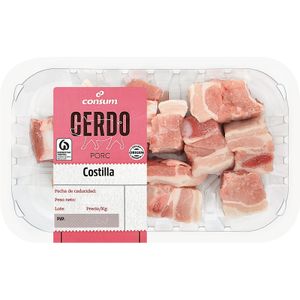 consum
CERDO
PORC
Costilla
Fecha de caducidad:
Peso neto:
Lote: Precio/Kg:
PVP: